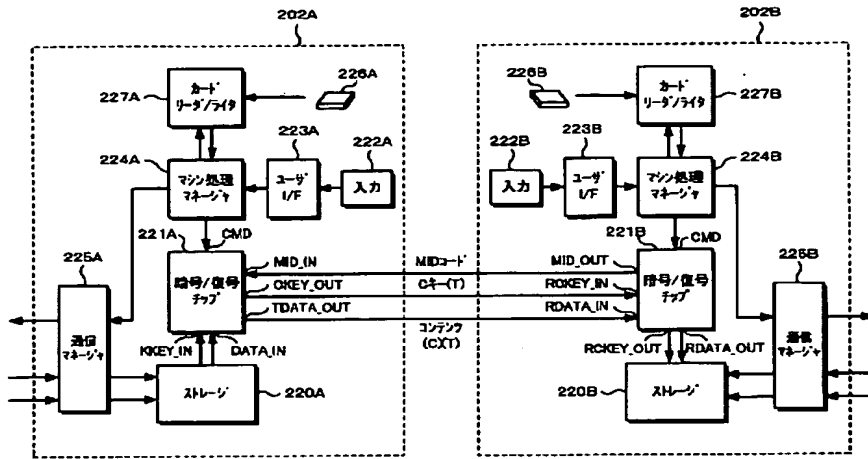 202A
202B
227A
カード
リーダ/ライタ
226A
226B
カード
リーダ/ライタ
227B
224A
223A
222A
マシン処理
マネージャ
ユーザ
I/F
入力
222B
223B
224B
入力
ユーザ
I/F
マシン処理
マネージャ
225A
221A
CMD
暗号/復号
チップ
MID_IN
CKEY_OUT
TDATA_OUT
MIDコード
Cキー(T)
コンテンツ
(C)(T)
221B
CMD
MID_OUT
RCKEY_IN
RDATA_IN
暗号/復号
チップ
225B
通信
マネージャ
KKEY_IN
DATA_IN
ストレージ
220A
RCKEY_OUT
RDATA_OUT
220B
ストレージ
通信
マネージャ